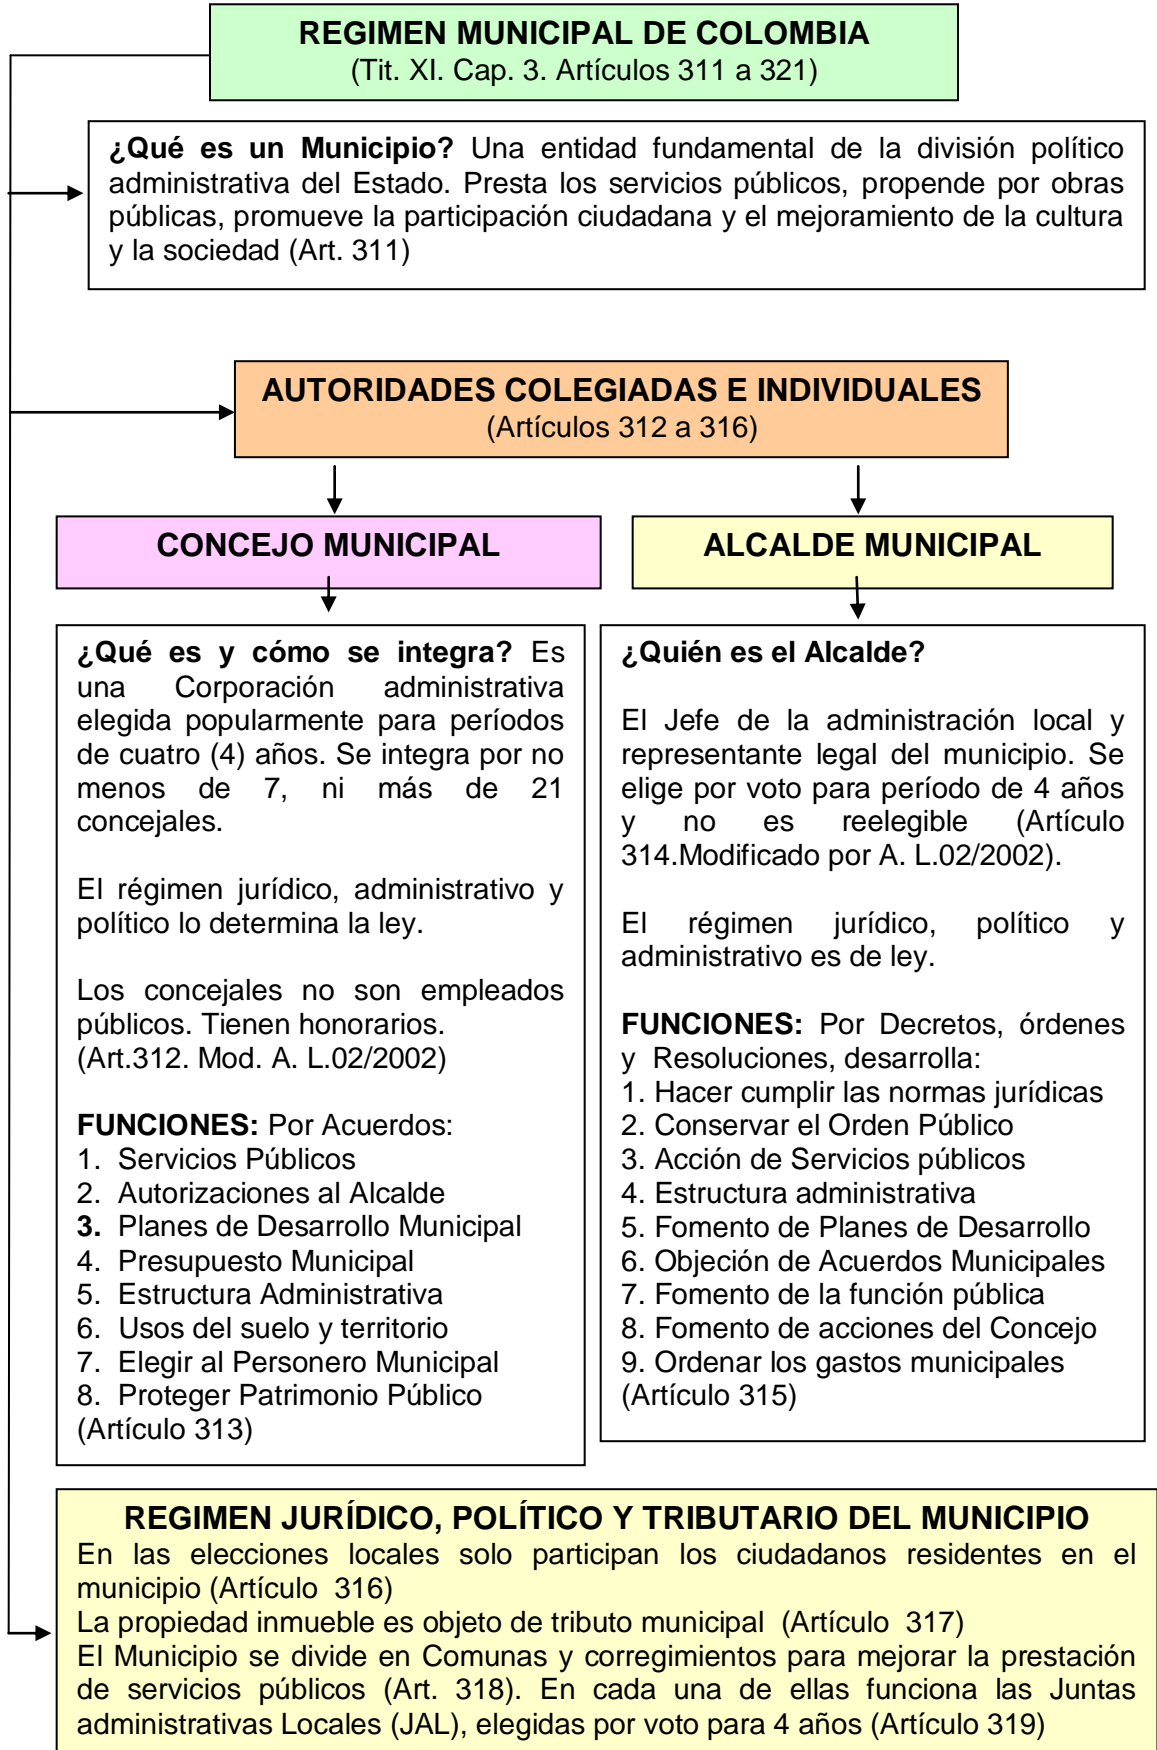 REGIMEN MUNICIPAL DE COLOMBIA
(Tit. XI. Cap. 3. Artículos 311 a 321)
¿Qué es un Municipio? Una entidad fundamental de la división político
administrativa del Estado. Presta los servicios públicos, propende por obras
públicas, promueve la participación ciudadana y el mejoramiento de la cultura
y la sociedad (Art. 311)
AUTORIDADES COLEGIADAS E INDIVIDUALES
(Artículos 312 a 316)
CONCEJO MUNICIPAL
¿Qué es y cómo se integra? Es
una Corporación administrativa
elegida popularmente para períodos
de cuatro (4) años. Se integra por no
menos de 7, ni más de 21
concejales.
El régimen jurídico, administrativo y
político lo determina la ley.
Los concejales no son empleados
públicos. Tienen honorarios.
(Art.312. Mod. A. L.02/2002)
FUNCIONES: Por Acuerdos:
1. Servicios Públicos
2. Autorizaciones al Alcalde
3. Planes de Desarrollo Municipal
4. Presupuesto Municipal
5. Estructura Administrativa
6. Usos del suelo y territorio
7. Elegir al Personero Municipal
8. Proteger Patrimonio Público
(Artículo 313)
ALCALDE MUNICIPAL
¿Quién es el Alcalde?
El Jefe de la administración local y
representante legal del municipio. Se
elige por voto para período de 4 años
y no es reelegible (Artículo
314.Modificado por A. L.02/2002).
El régimen jurídico, político y
administrativo es de ley.
FUNCIONES: Por Decretos, órdenes
y Resoluciones, desarrolla:
1. Hacer cumplir las normas jurídicas
2. Conservar el Orden Público
3. Acción de Servicios públicos
4. Estructura administrativa
5. Fomento de Planes de Desarrollo
6. Objeción de Acuerdos Municipales
7. Fomento de la función pública
8. Fomento de acciones del Concejo
9. Ordenar los gastos municipales
(Artículo 315)
REGIMEN JURÍDICO, POLÍTICO Y TRIBUTARIO DEL MUNICIPIO
En las elecciones locales solo participan los ciudadanos residentes en el
municipio (Artículo 316)
La propiedad inmueble es objeto de tributo municipal (Artículo 317)
El Municipio se divide en Comunas y corregimientos para mejorar la prestación
de servicios públicos (Art. 318). En cada una de ellas funciona las Juntas
administrativas Locales (JAL), elegidas por voto para 4 años (Artículo 319)